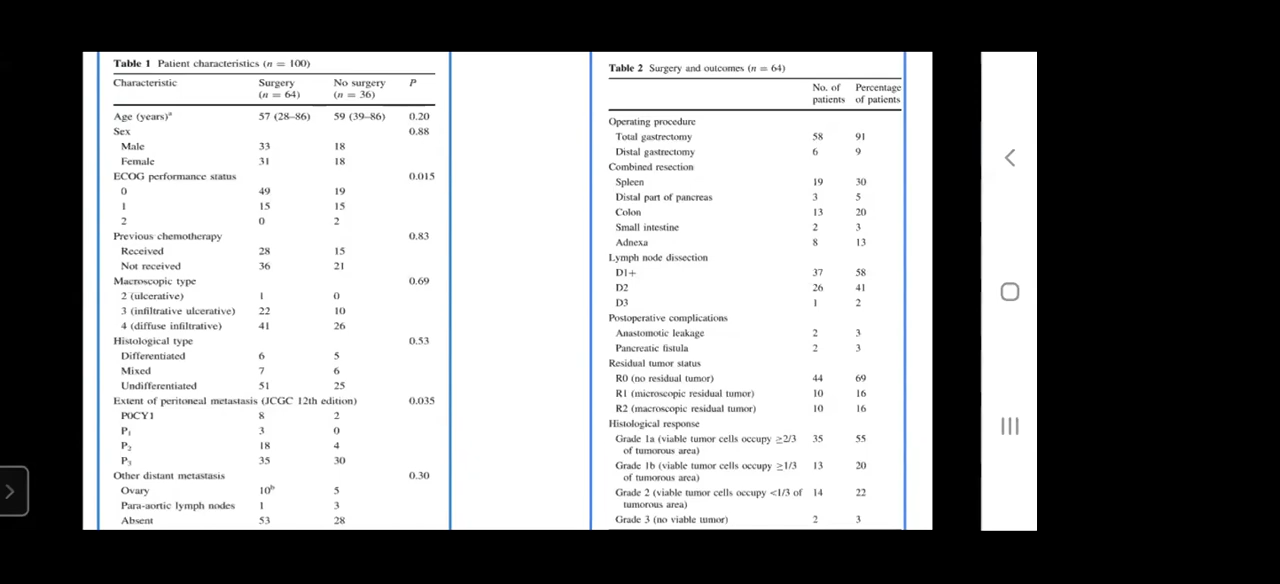 Table 1 Patient characteristics (n = 100)
Characteristic Surgery (n = 64) No surgery (n = 36) P
Age (years)ᵃ 57 (28–86) 59 (39–86) 0.20
Sex 0.88
Male 33 18
Female 31 18
ECOG performance status 0.015
0 49 19
1 15 15
2 0 2
Previous chemotherapy 0.83
Received 28 15
Not received 36 21
Macroscopic type 0.69
2 (ulcerative) 1 0
3 (infiltrative ulcerative) 22 10
4 (diffuse infiltrative) 41 26
Histological type 0.53
Differentiated 6 5
Mixed 7 6
Undifferentiated 51 25
Extent of peritoneal metastasis (JCGC 12th edition) 0.035
P0CY1 8 2
P₁ 3 0
P₂ 18 4
P₃ 35 30
Other distant metastasis 0.30
Ovary 10ᵇ 5
Para-aortic lymph nodes 1 3
Absent 53 28
Table 2 Surgery and outcomes (n = 64)
No. of patients Percentage of patients
Operating procedure
Total gastrectomy 58 91
Distal gastrectomy 6 9
Combined resection
Spleen 19 30
Distal part of pancreas 3 5
Colon 13 20
Small intestine 2 3
Adnexa 8 13
Lymph node dissection
D1+ 37 58
D2 26 41
D3 1 2
Postoperative complications
Anastomotic leakage 2 3
Pancreatic fistula 2 3
Residual tumor status
R0 (no residual tumor) 44 69
R1 (microscopic residual tumor) 10 16
R2 (macroscopic residual tumor) 10 16
Histological response
Grade 1a (viable tumor cells occupy ≥2/3 35 55
of tumorous area)
Grade 1b (viable tumor cells occupy ≥1/3 13 20
of tumorous area)
Grade 2 (viable tumor cells occupy <1/3 of 14 22
tumorous area)
Grade 3 (no viable tumor) 2 3